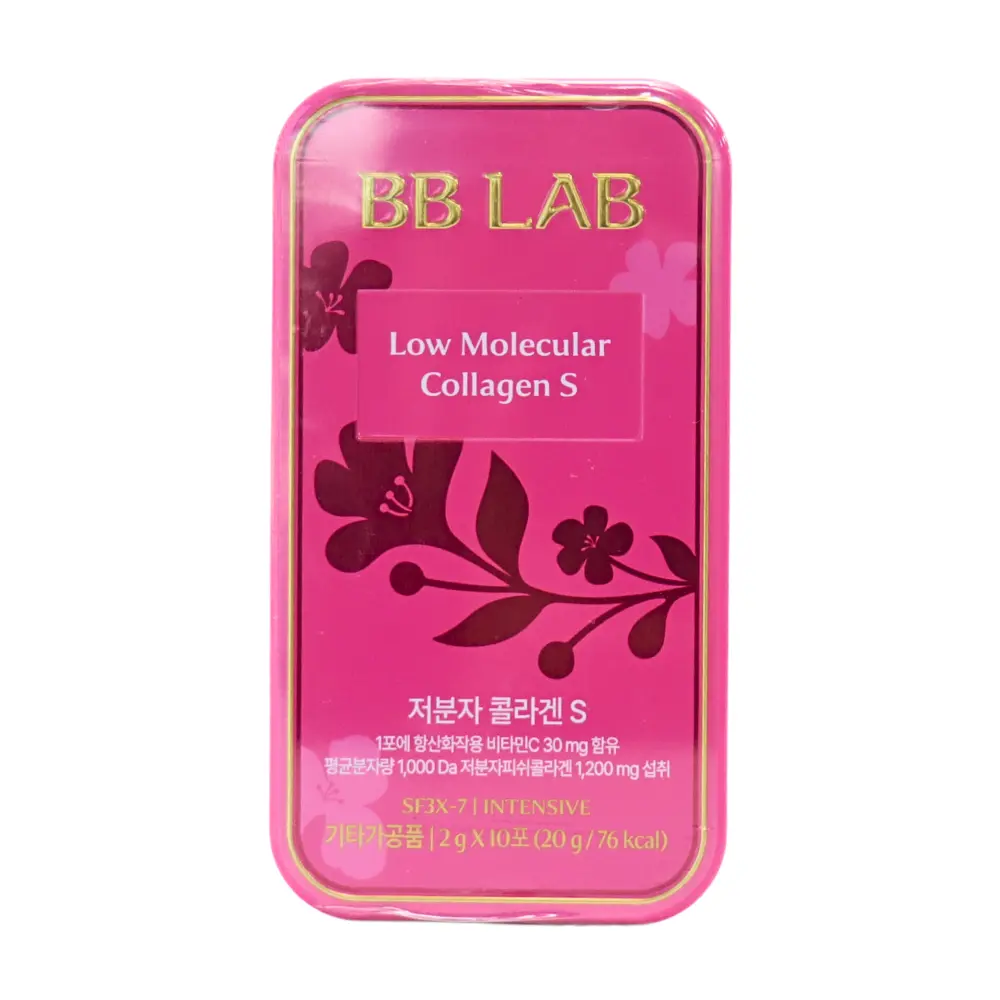 BB LAB
Low Molecular
Collagen S
저분자 콜라겐 S
1포에 항산화작용 비타민C 30 mg 함유
평균분자량 1,000 Da 저분자피쉬콜라겐 1,200 mg 섭취
SF3X-7 | INTENSIVE
기타가공품 | 2 g X 10포 (20 g / 76 kcal)